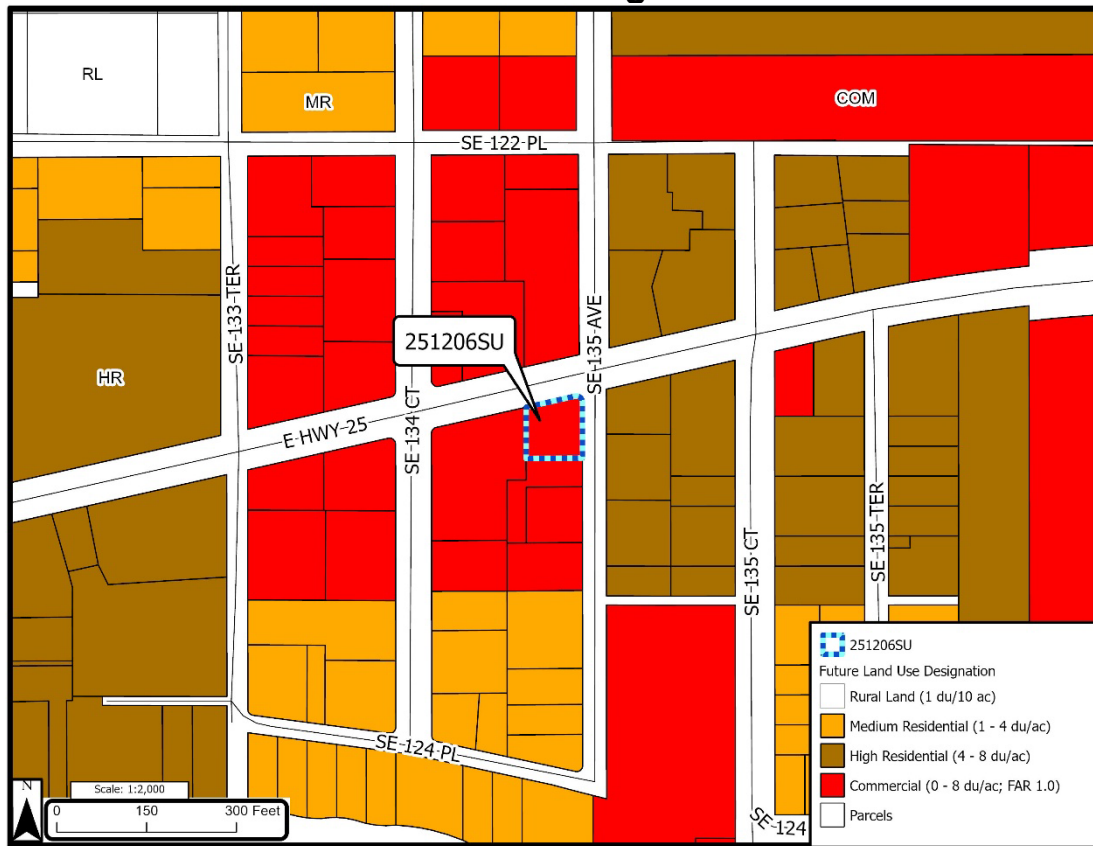 RL
MR
COM
SE 122 PL
SE 133 TER
SE 135 AVE
251206SU
HR
E HWY 25
SE 134 CT
SE 135 CT
SE 135 TER
SE 124 PL
SE 124
N
Scale: 1:2,000
0 150 300 Feet
251206SU
Future Land Use Designation
Rural Land (1 du/10 ac)
Medium Residential (1 - 4 du/ac)
High Residential (4 - 8 du/ac)
Commercial (0 - 8 du/ac; FAR 1.0)
Parcels